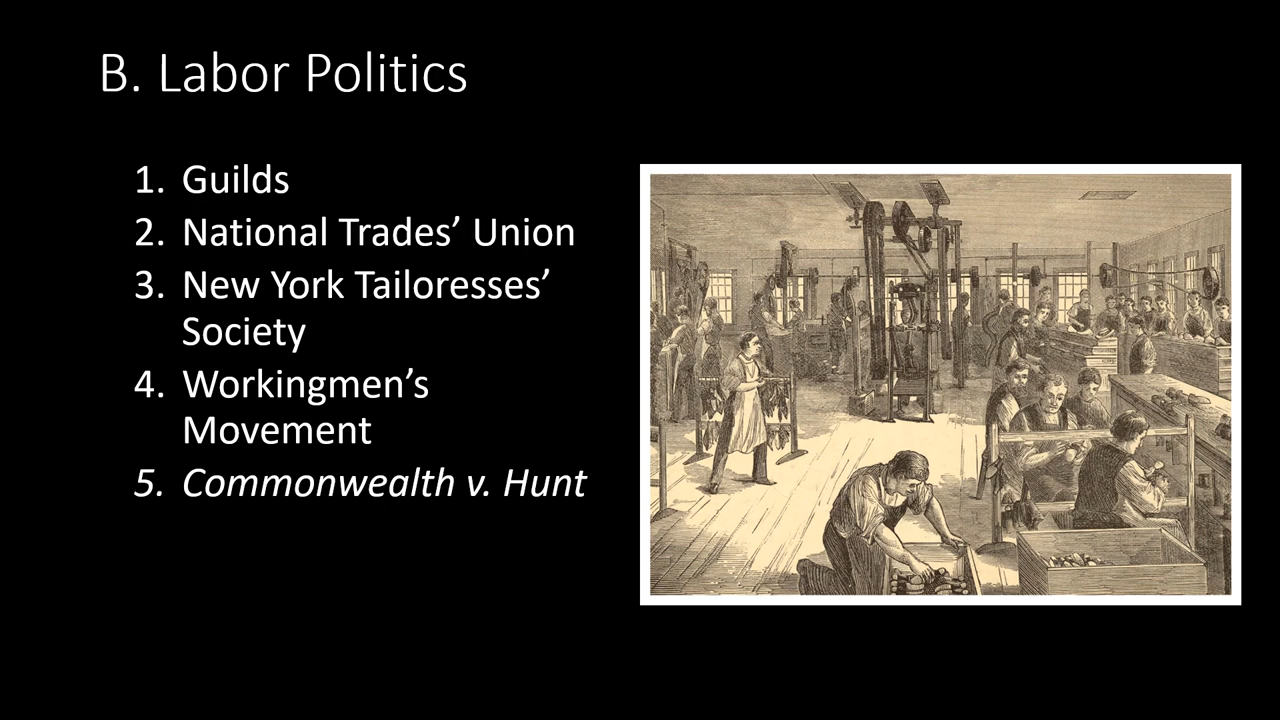 B. Labor Politics
1. Guilds
2. National Trades’ Union
3. New York Tailoresses’
Society
4. Workingmen’s
Movement
5. Commonwealth v. Hunt